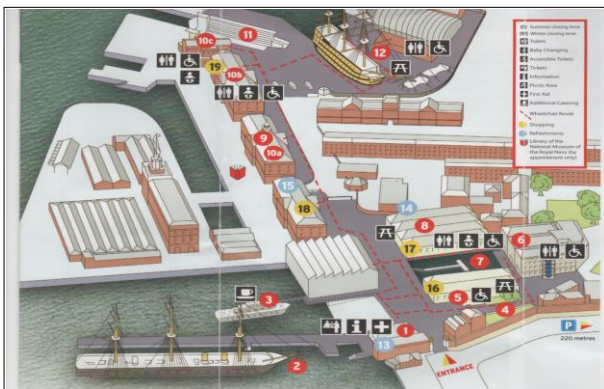 (S) Summer closing time
(W) Winter closing time
Toilets
Baby Changing
Accessible Toilets
Tickets
Information
Picnic Area
First Aid
Additional Catering
Wheelchair Route
Shopping
Refreshments
Library of the
National Museum of
the Royal Navy (by
appointment only)
10c
11
12
19
10b
9
10a
15
18
14
8
17
6
7
16
5
4
3
1
13
2
P
220 metres
ENTRANCE